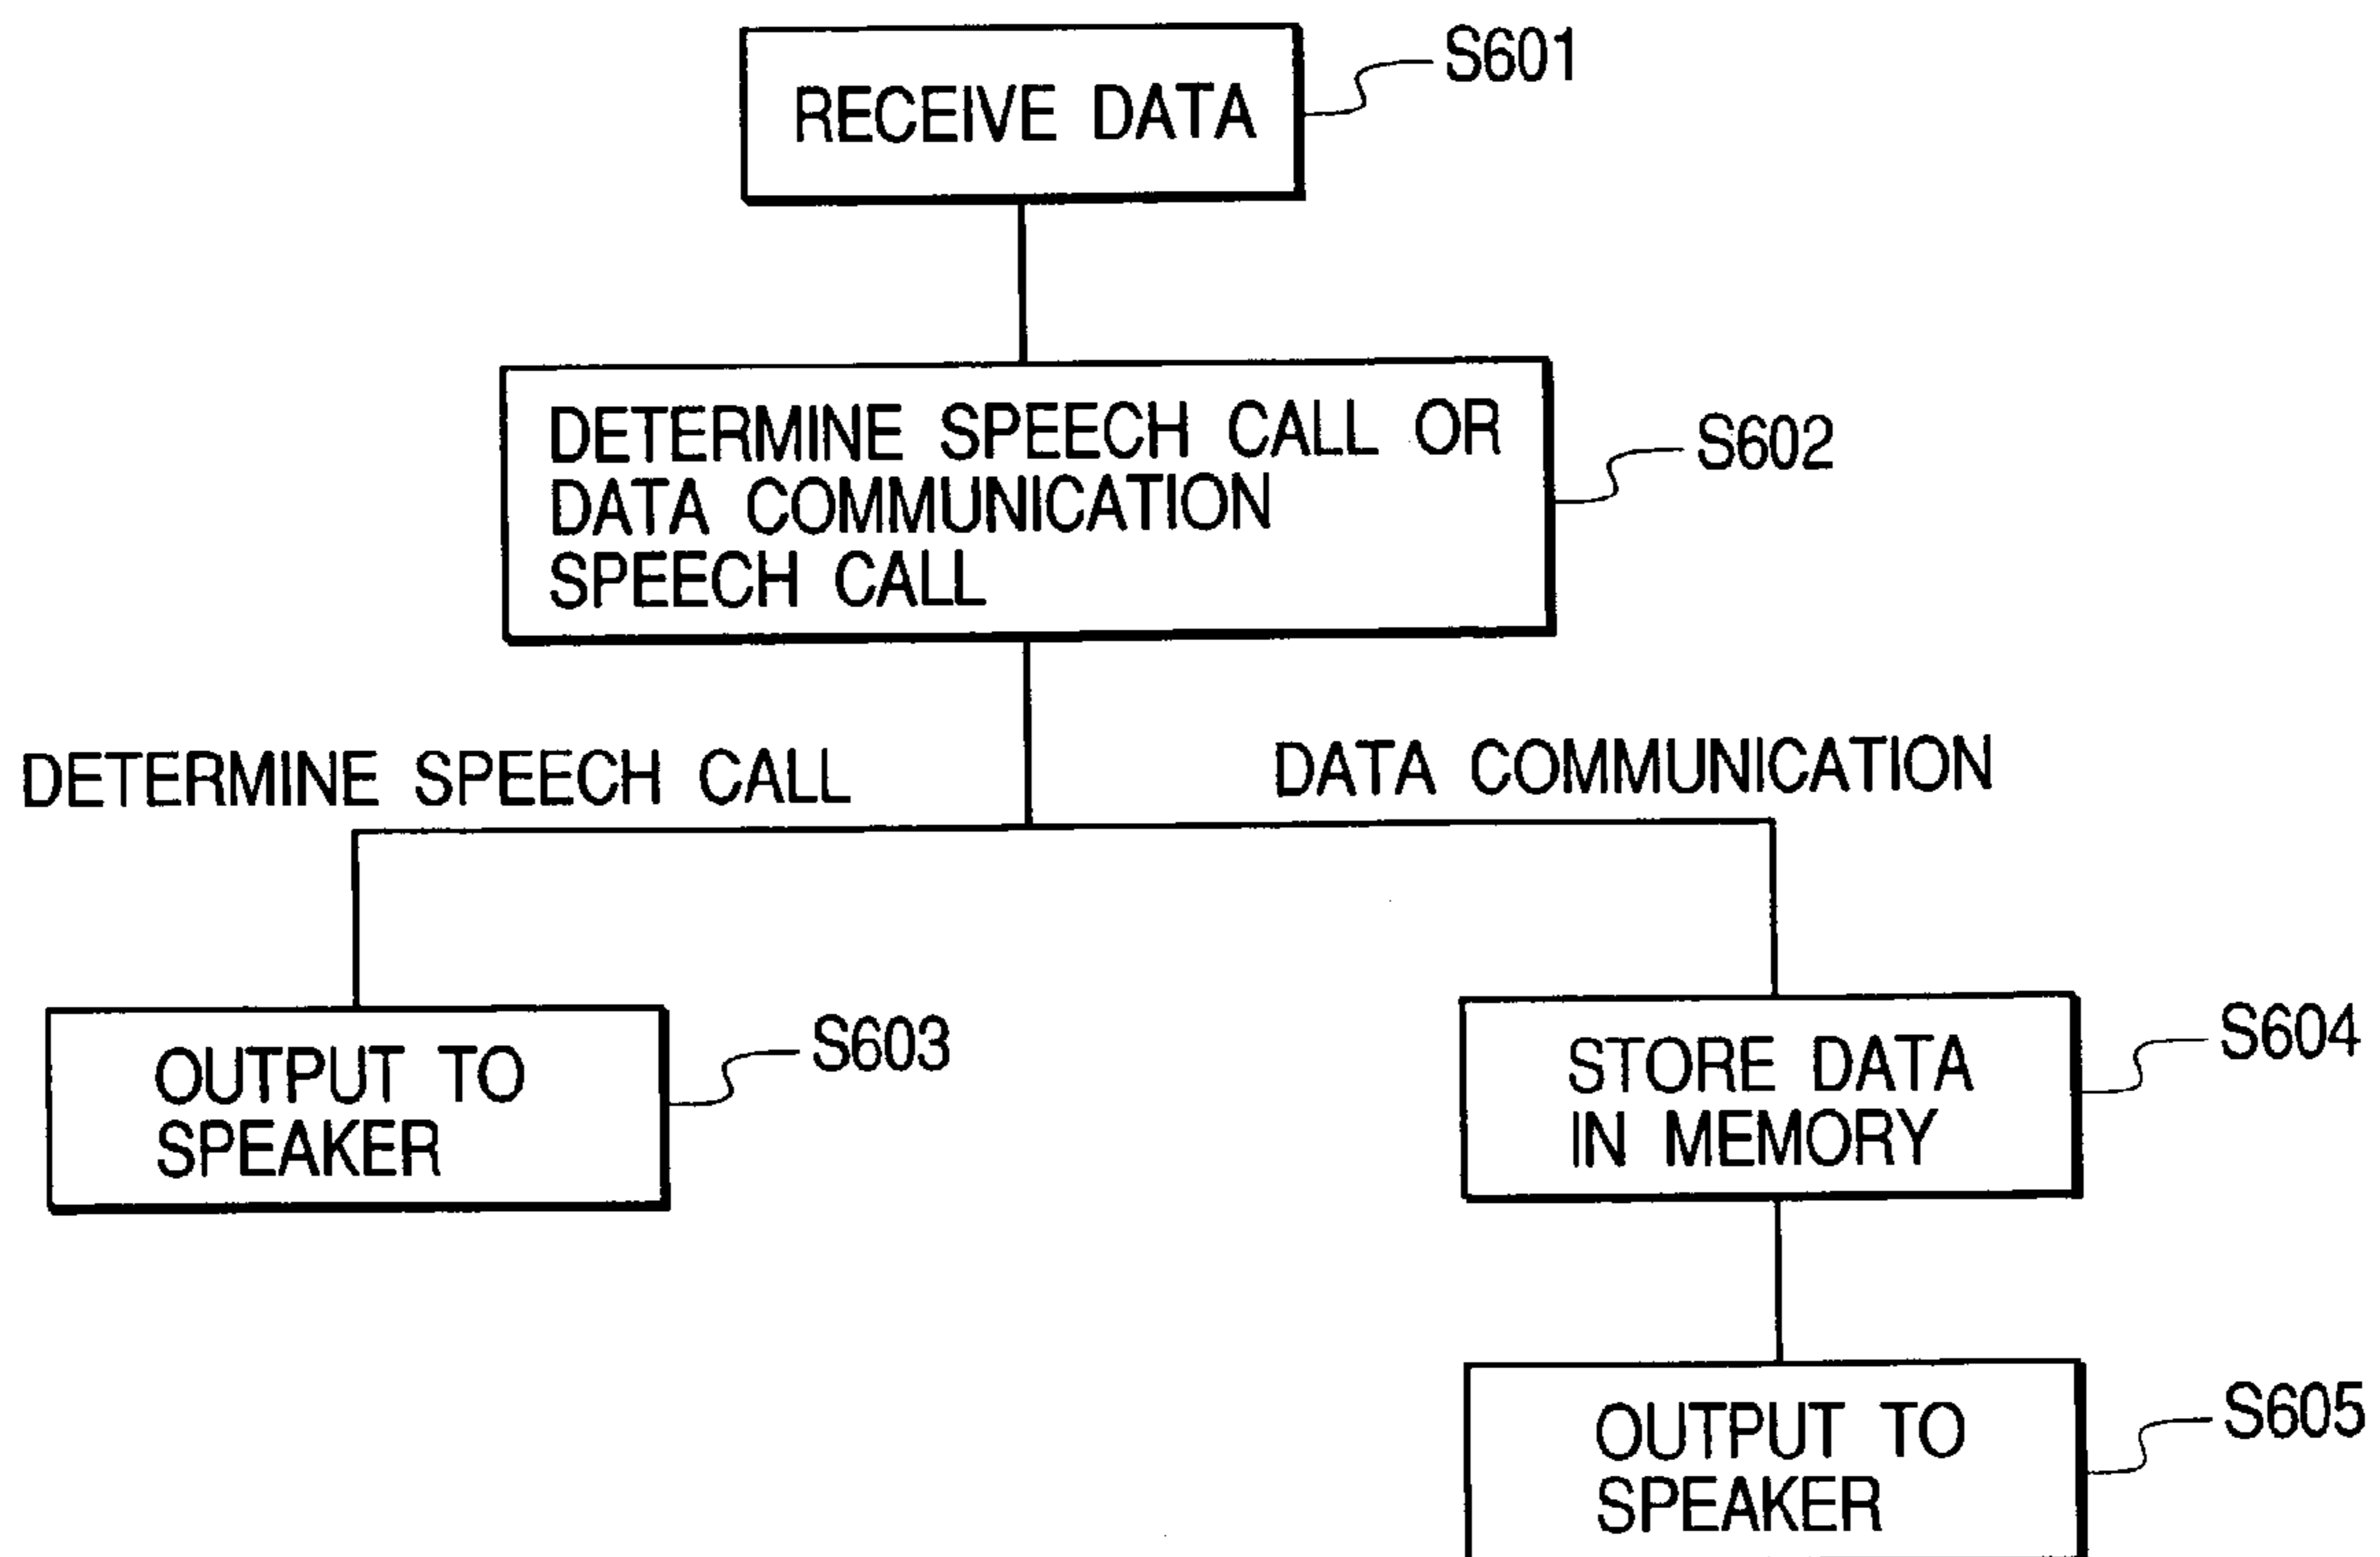 RECEIVE DATA
S601
DETERMINE SPEECH CALL OR
DATA COMMUNICATION
SPEECH CALL
S602
DETERMINE SPEECH CALL
DATA COMMUNICATION
OUTPUT TO
SPEAKER
S603
STORE DATA
IN MEMORY
S604
OUTPUT TO
SPEAKER
S605